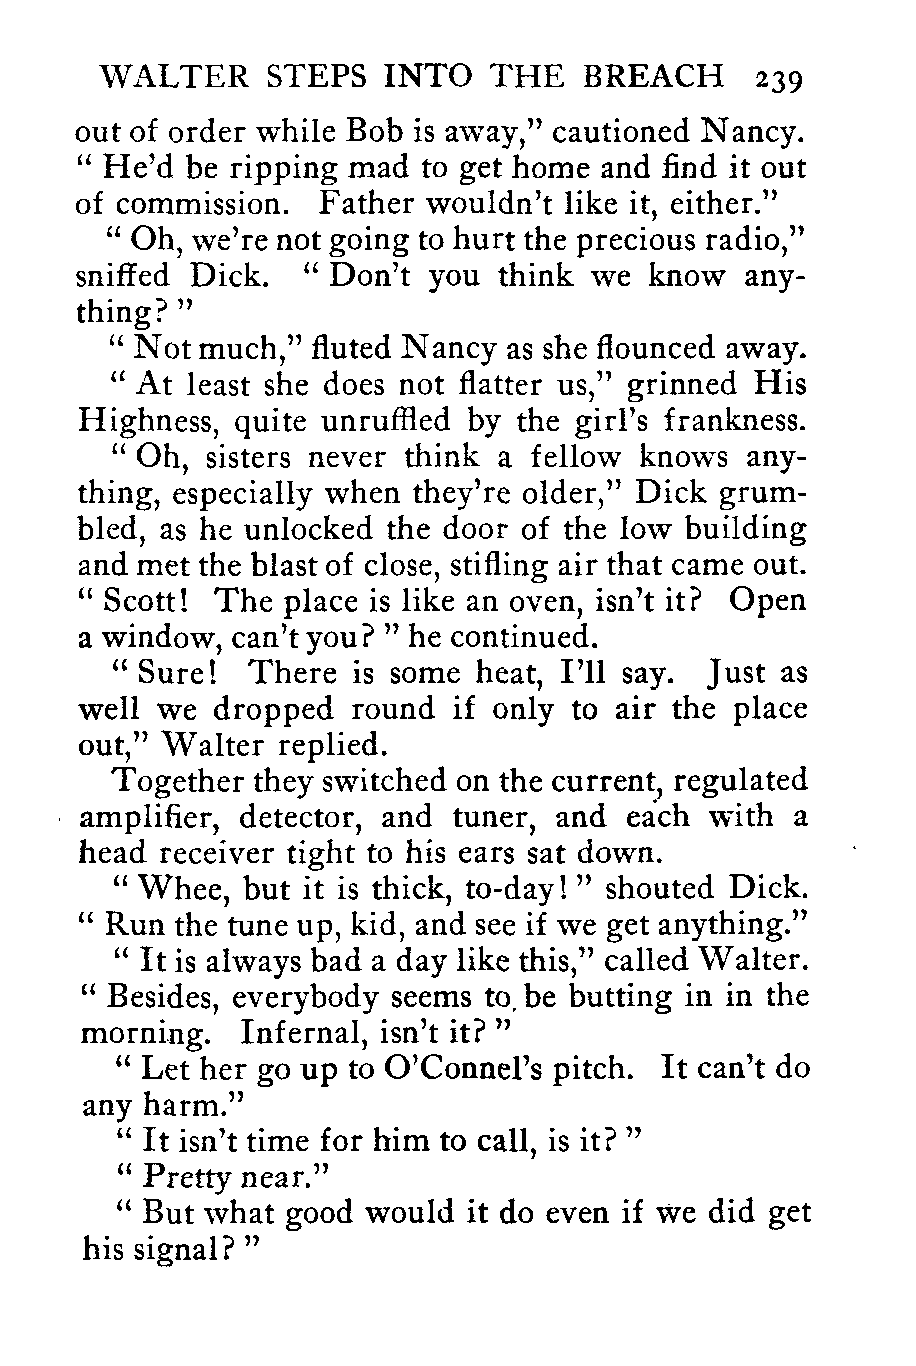 WALTER STEPS INTO THE BREACH 239
out of order while Bob is away,” cautioned Nancy.
“ He’d be ripping mad to get home and find it out
of commission. Father wouldn’t like it, either.”
“ Oh, we’re not going to hurt the precious radio,”
sniffed Dick. “ Don’t you think we know any-
thing? ”
“ Not much,” fluted Nancy as she flounced away.
“ At least she does not flatter us,” grinned His
Highness, quite unruffled by the girl’s frankness.
“ Oh, sisters never think a fellow knows any-
thing, especially when they’re older,” Dick grum-
bled, as he unlocked the door of the low building
and met the blast of close, stifling air that came out.
“ Scott! The place is like an oven, isn’t it? Open
a window, can’t you? ” he continued.
“ Sure! There is some heat, I’ll say. Just as
well we dropped round if only to air the place
out,” Walter replied.
Together they switched on the current, regulated
amplifier, detector, and tuner, and each with a
head receiver tight to his ears sat down.
“ Whee, but it is thick, to-day! ” shouted Dick.
“ Run the tune up, kid, and see if we get anything.”
“ It is always bad a day like this,” called Walter.
“ Besides, everybody seems to be butting in in the
morning. Infernal, isn’t it? ”
“ Let her go up to O’Connel’s pitch. It can’t do
any harm.”
“ It isn’t time for him to call, is it? ”
“ Pretty near.”
“ But what good would it do even if we did get
his signal? ”